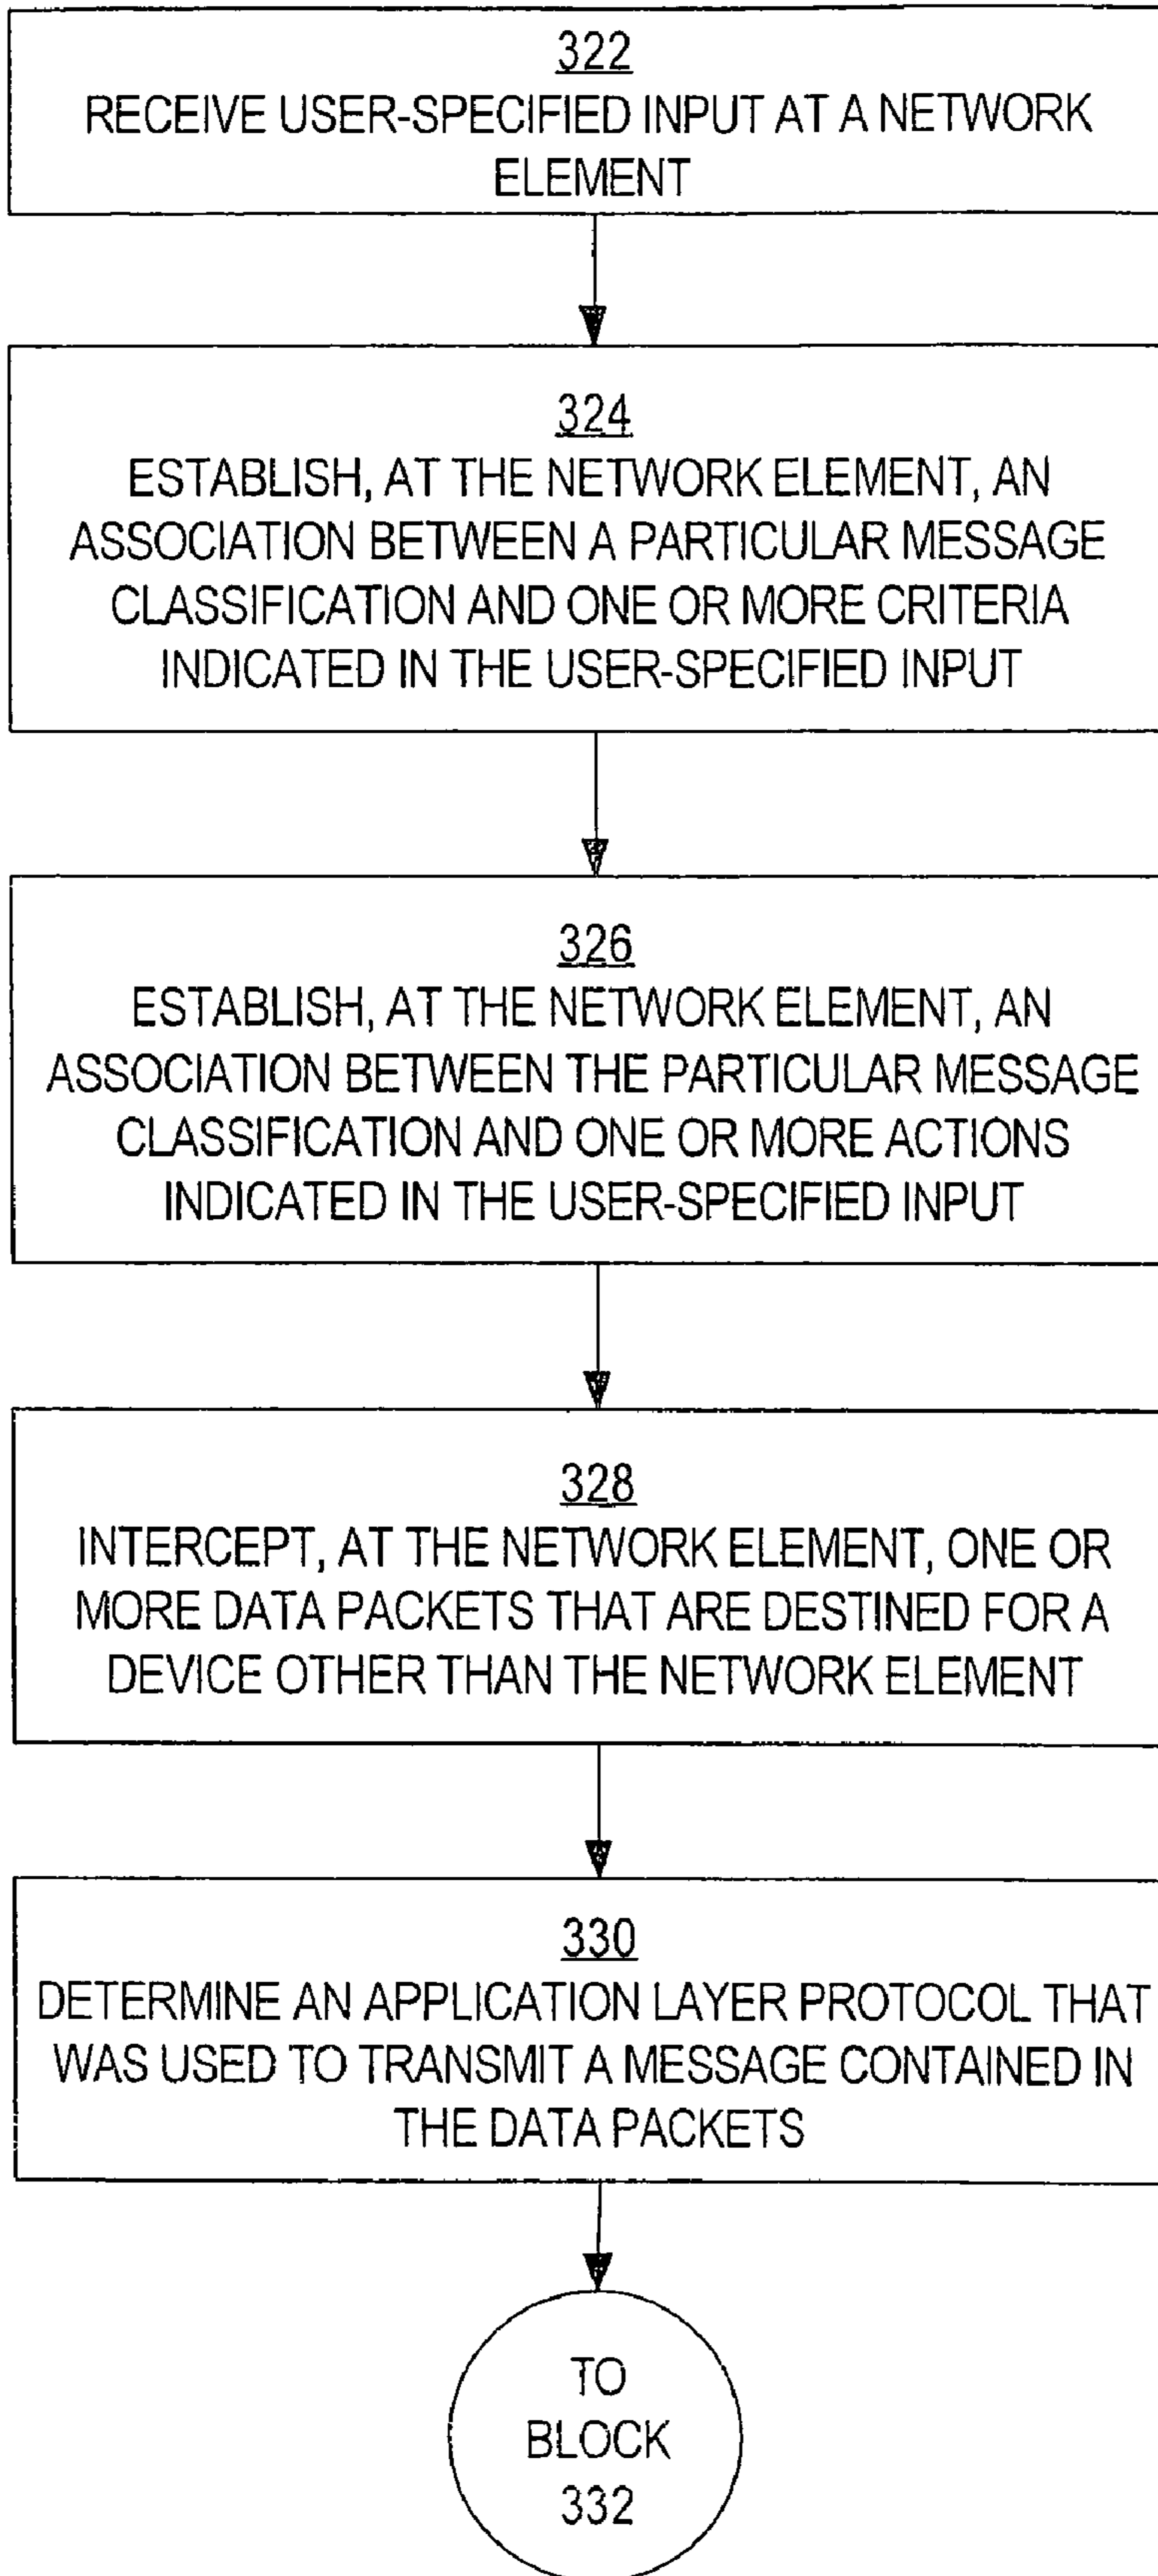 322
RECEIVE USER-SPECIFIED INPUT AT A NETWORK
ELEMENT
324
ESTABLISH, AT THE NETWORK ELEMENT, AN
ASSOCIATION BETWEEN A PARTICULAR MESSAGE
CLASSIFICATION AND ONE OR MORE CRITERIA
INDICATED IN THE USER-SPECIFIED INPUT
326
ESTABLISH, AT THE NETWORK ELEMENT, AN
ASSOCIATION BETWEEN THE PARTICULAR MESSAGE
CLASSIFICATION AND ONE OR MORE ACTIONS
INDICATED IN THE USER-SPECIFIED INPUT
328
INTERCEPT, AT THE NETWORK ELEMENT, ONE OR
MORE DATA PACKETS THAT ARE DESTINED FOR A
DEVICE OTHER THAN THE NETWORK ELEMENT
330
DETERMINE AN APPLICATION LAYER PROTOCOL THAT
WAS USED TO TRANSMIT A MESSAGE CONTAINED IN
THE DATA PACKETS
TO
BLOCK
332